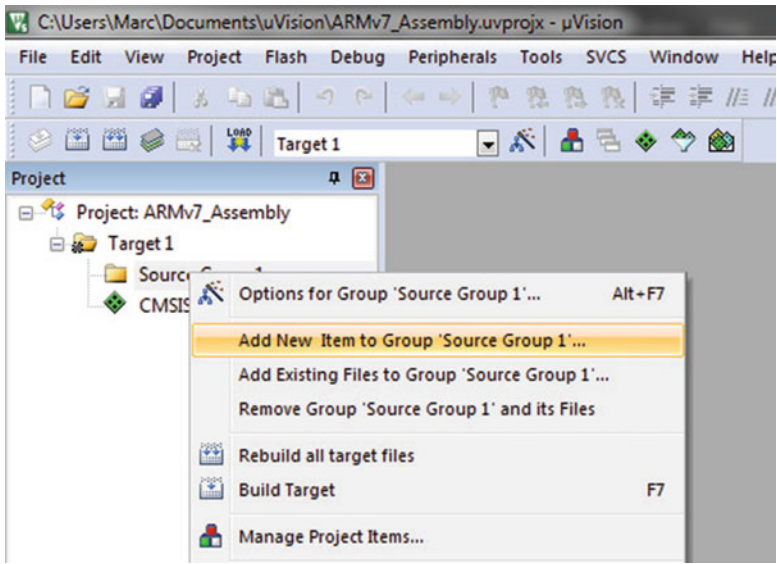 C:\Users\Marc\Documents\uVision\ARMv7_Assembly.uvprojx - µVision
File Edit View Project Flash Debug Peripherals Tools SVCS Window Help
LOAD Target 1
Project
Project: ARMv7_Assembly
Target 1
CMSIS
Options for Group 'Source Group 1'... Alt+F7
Add New Item to Group 'Source Group 1'...
Add Existing Files to Group 'Source Group 1'...
Remove Group 'Source Group 1' and its Files
Rebuild all target files
Build Target F7
Manage Project Items...